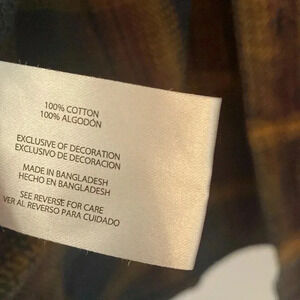 100% COTTON
100% ALGODÓN
EXCLUSIVE OF DECORATION
EXCLUSIVO DE DECORACION
MADE IN BANGLADESH
HECHO EN BANGLADESH
SEE REVERSE FOR CARE
VER AL REVERSO PARA CUIDADO